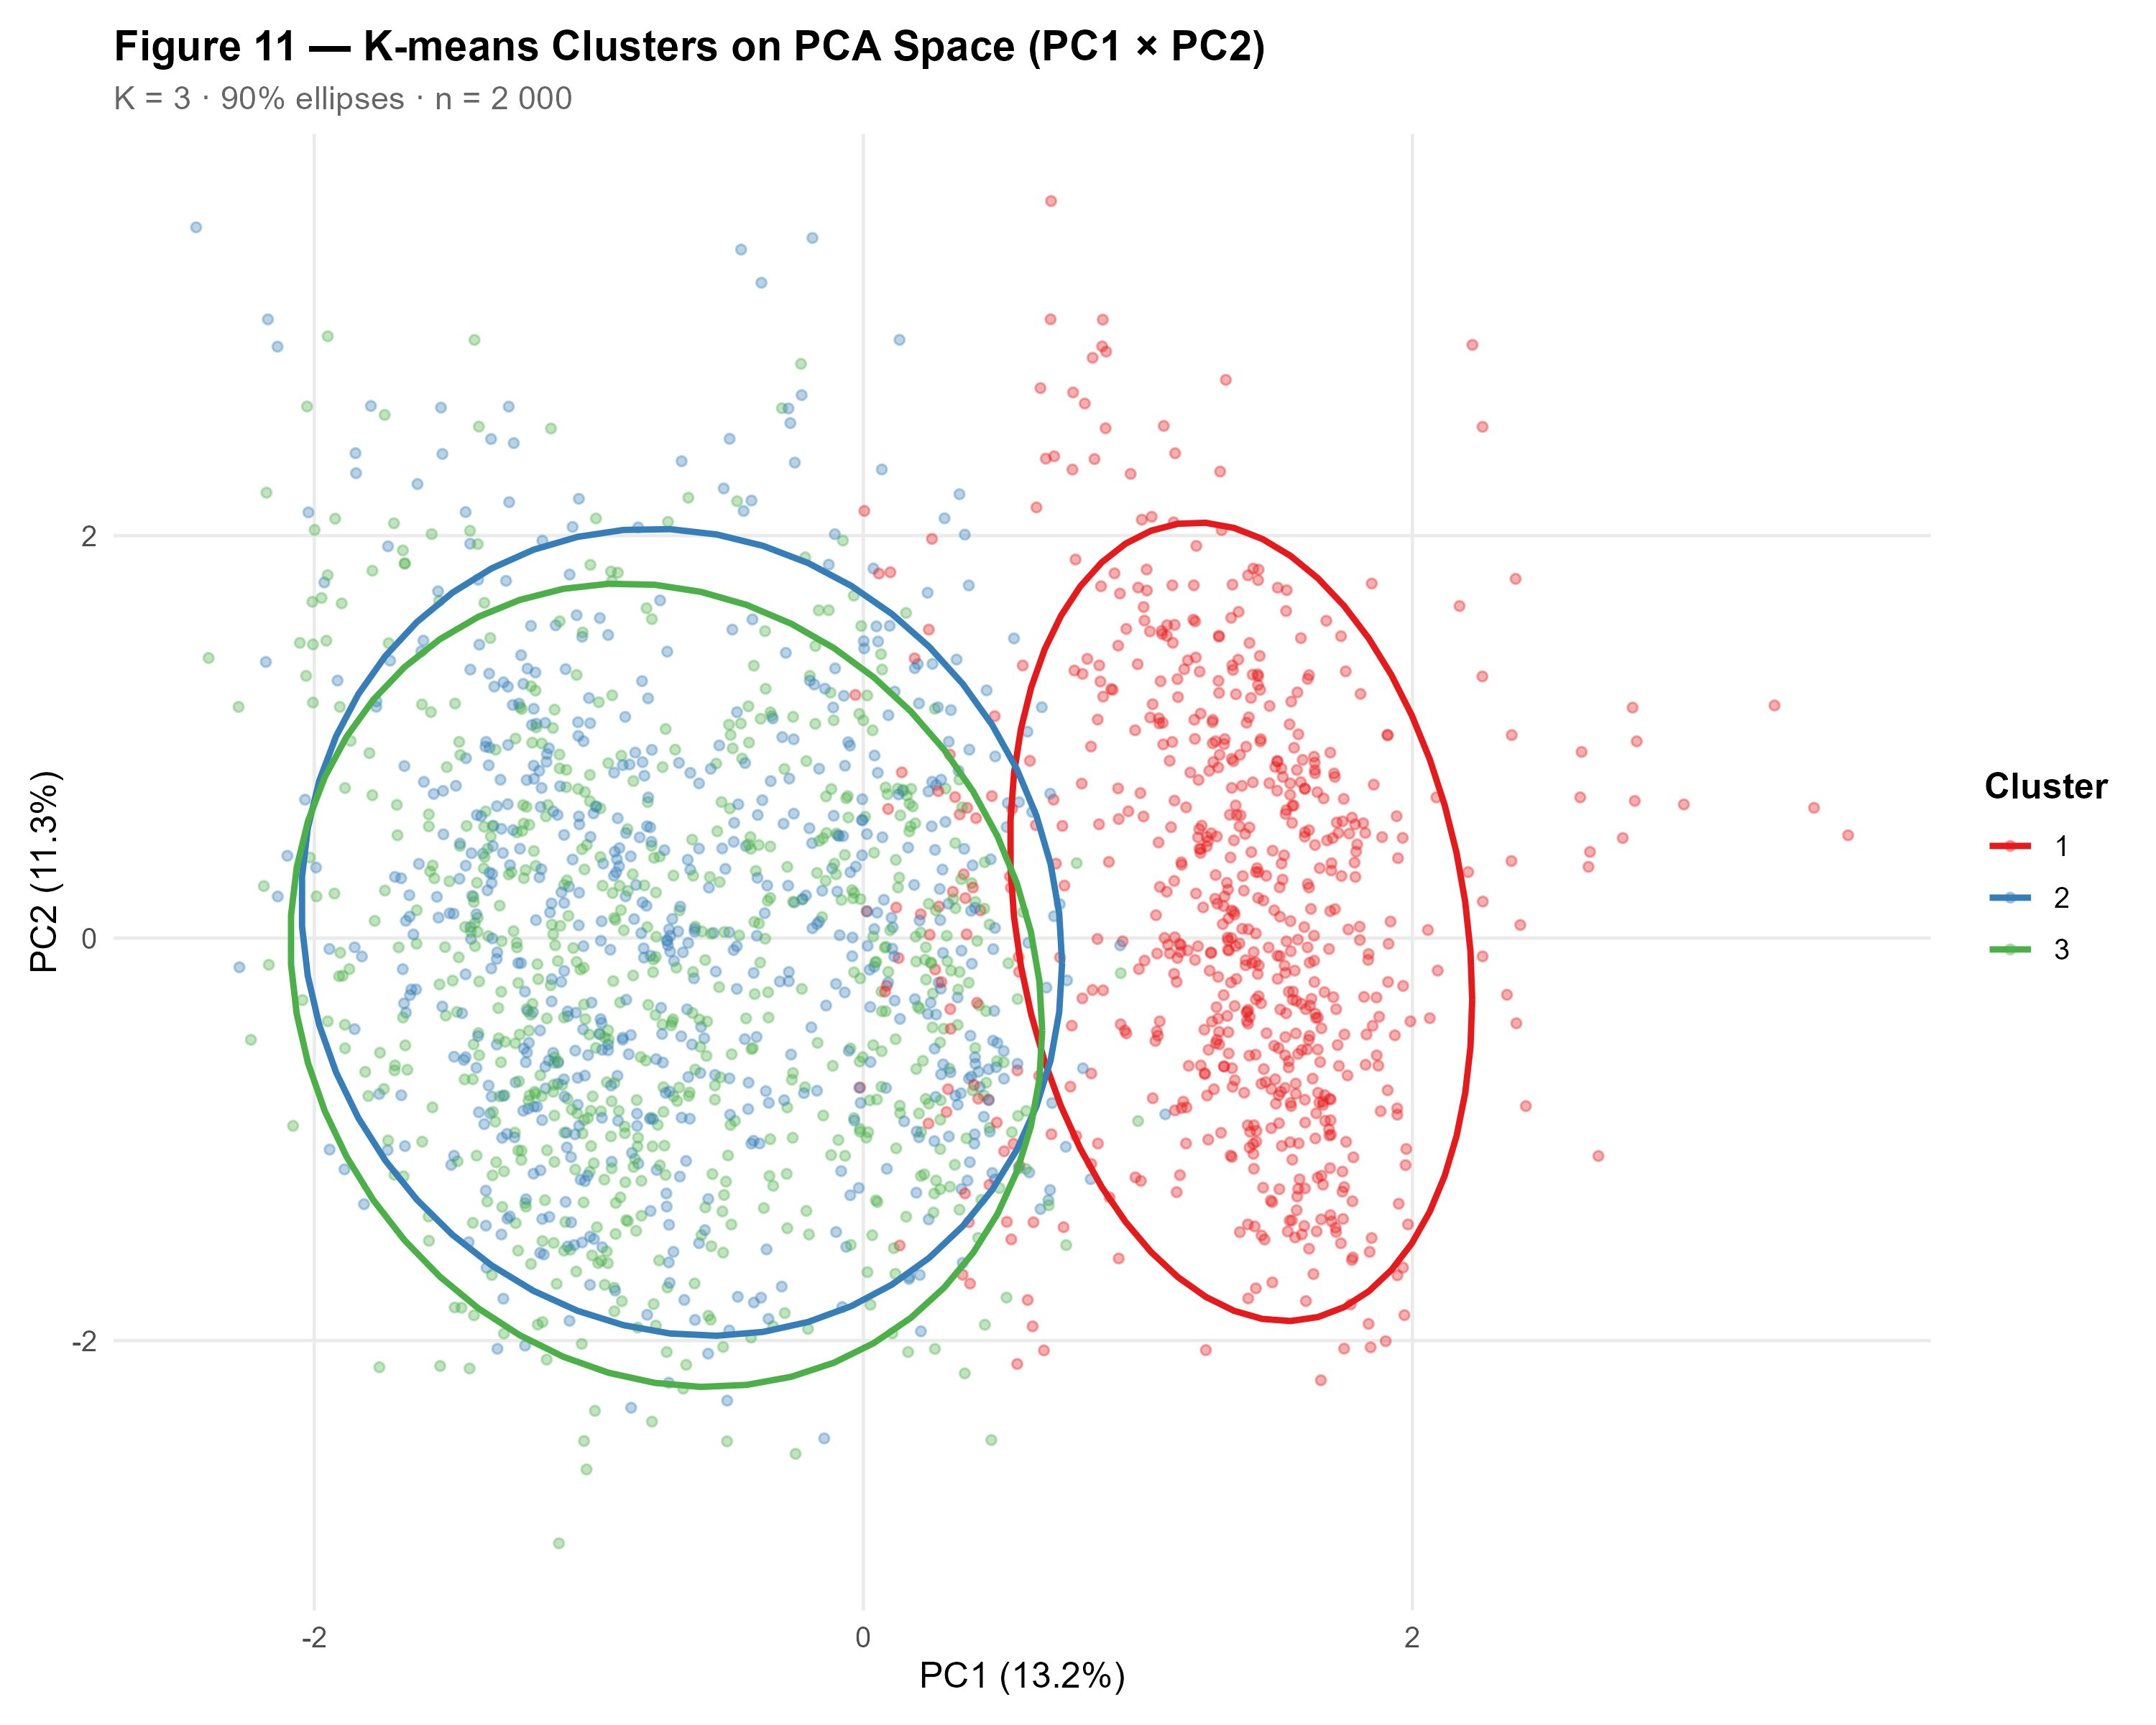 Figure 11 — K-means Clusters on PCA Space (PC1 × PC2)
K = 3 · 90% ellipses · n = 2 000
PC2 (11.3%)
2
0
-2
-2
0
2
PC1 (13.2%)
Cluster
1
2
3